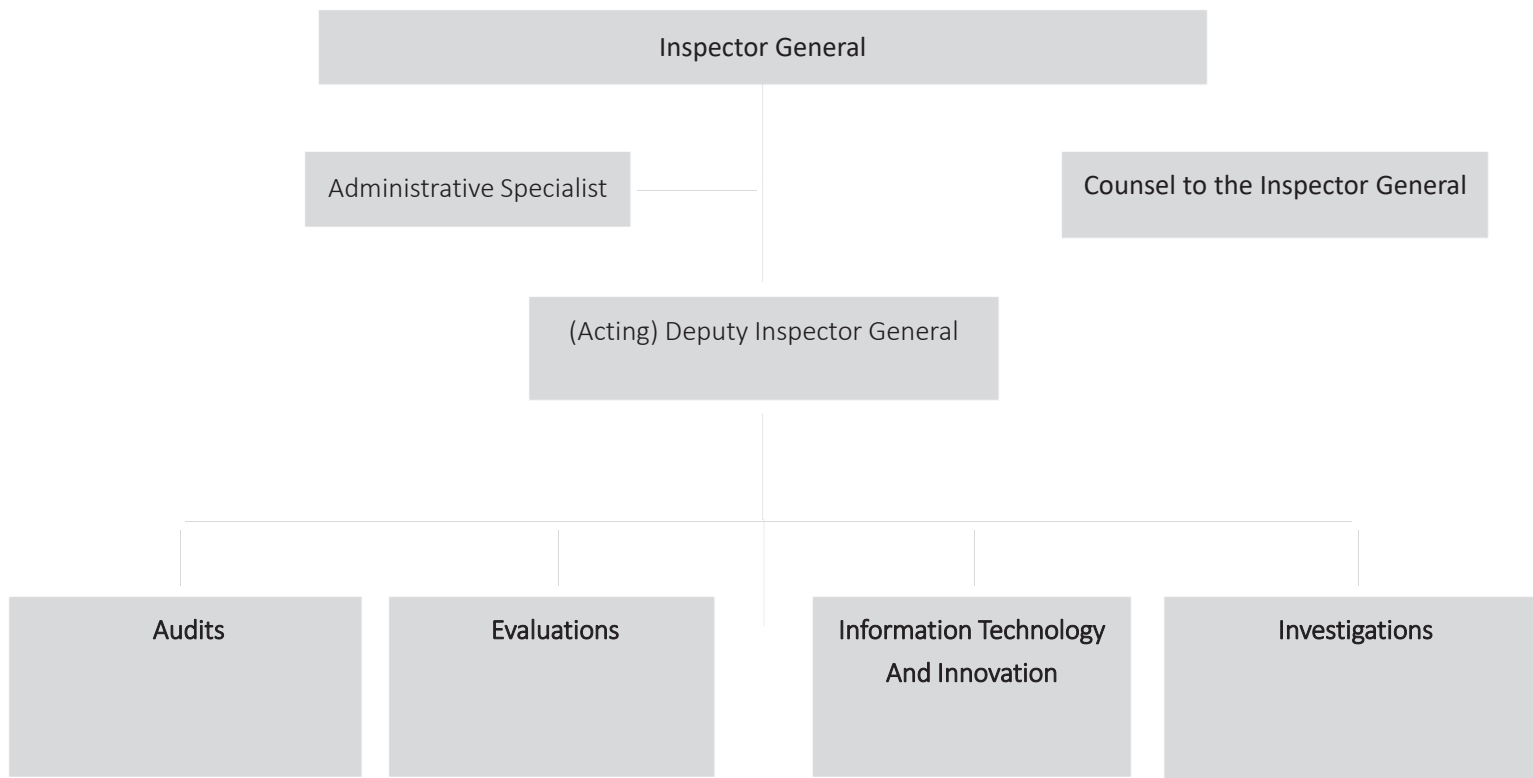 Inspector General
Administrative Specialist
Counsel to the Inspector General
(Acting) Deputy Inspector General
Audits
Evaluations
Information Technology
And Innovation
Investigations